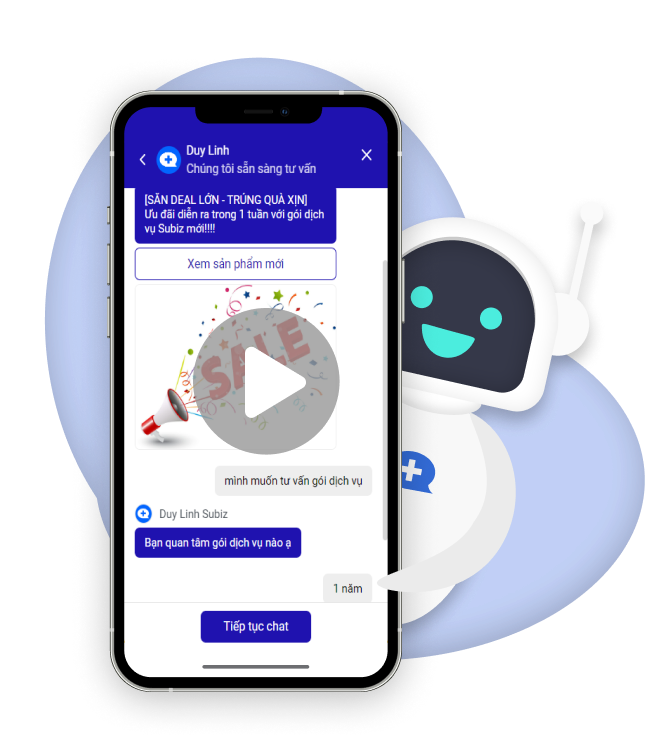 Duy Linh
Chúng tôi sẵn sàng tư vấn
[SĂN DEAL LỚN - TRÚNG QUÀ XỊN]
Ưu đãi diễn ra trong 1 tuần với gói dịch
vụ Subiz mới!!!!
Xem sản phẩm mới
SALE
mình muốn tư vấn gói dịch vụ
Duy Linh Subiz
Bạn quan tâm gói dịch vụ nào ạ
1 năm
Tiếp tục chat